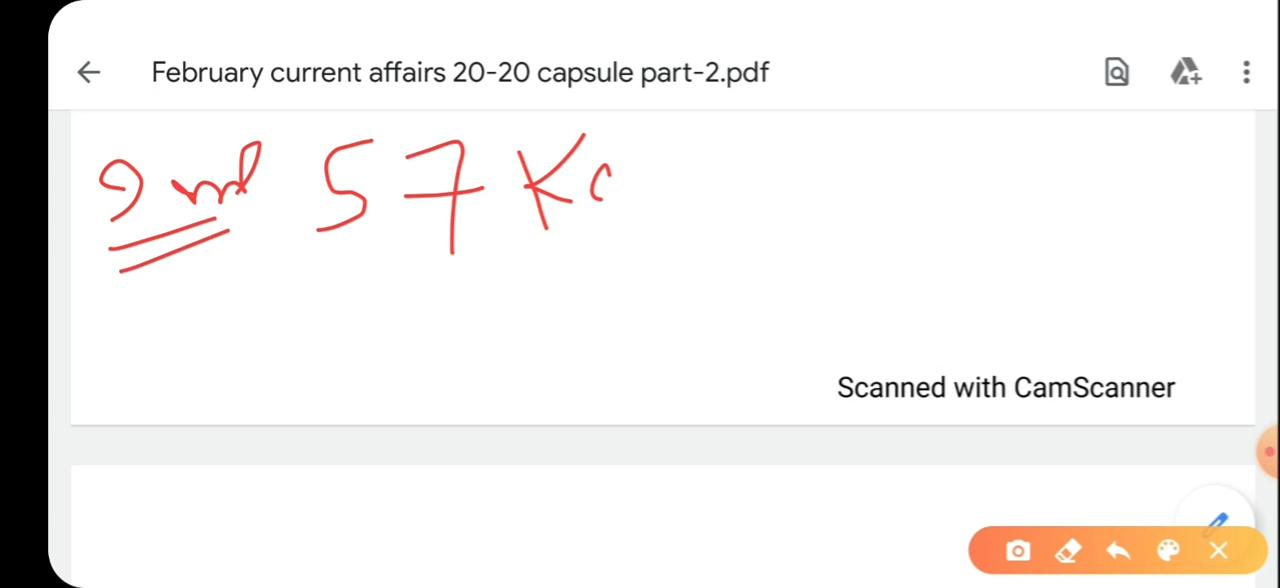 February current affairs 20-20 capsule part-2.pdf
2nd 57 K
Scanned with CamScanner